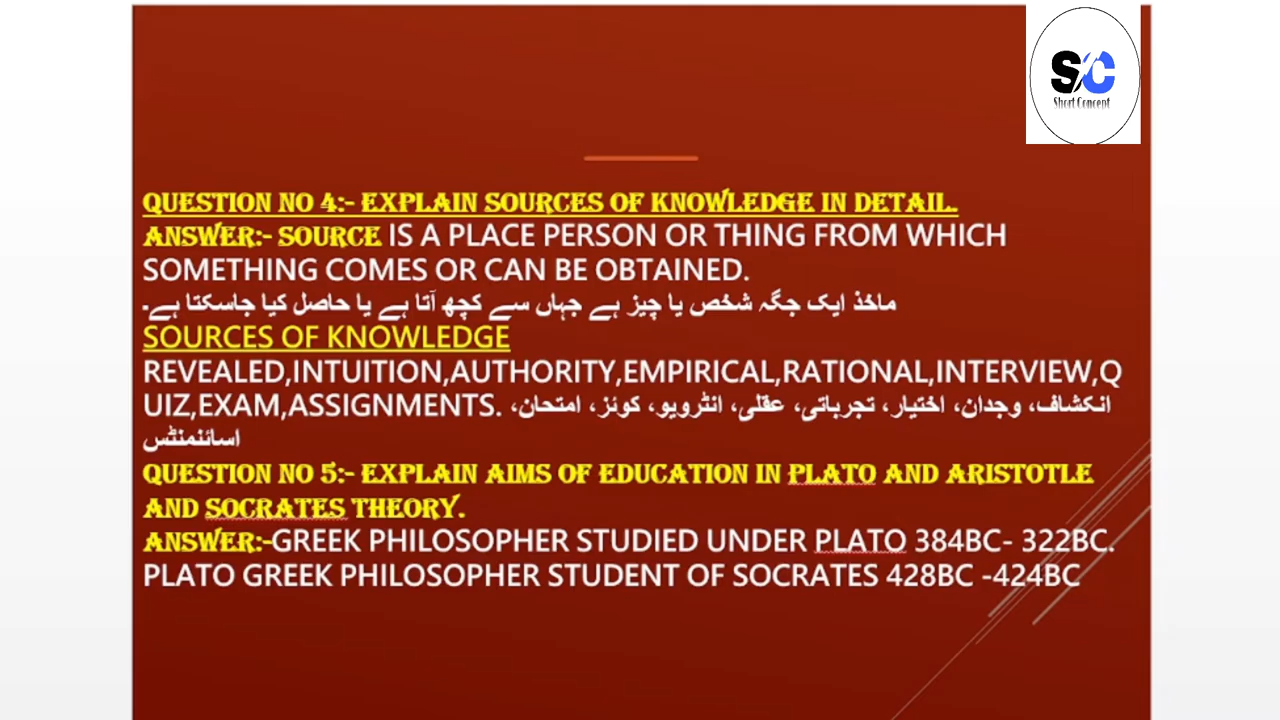 SC
Short Concept
QUESTION NO 4:- EXPLAIN SOURCES OF KNOWLEDGE IN DETAIL.
ANSWER:- SOURCE IS A PLACE PERSON OR THING FROM WHICH
SOMETHING COMES OR CAN BE OBTAINED.
ماخذ ایک جگہ شخص یا چیز ہے جہاں سے کچھ آتا ہے یا حاصل کیا جاسکتا ہے۔
SOURCES OF KNOWLEDGE
REVEALED,INTUITION,AUTHORITY,EMPIRICAL,RATIONAL,INTERVIEW,Q
UIZ,EXAM,ASSIGNMENTS. انکشاف، وجدان، اختیار، تجرباتی، عقلی، انٹرویو، کوئز، امتحان،
اسائنمنٹس
QUESTION NO 5:- EXPLAIN AIMS OF EDUCATION IN PLATO AND ARISTOTLE
AND SOCRATES THEORY.
ANSWER:-GREEK PHILOSOPHER STUDIED UNDER PLATO 384BC- 322BC.
PLATO GREEK PHILOSOPHER STUDENT OF SOCRATES 428BC -424BC